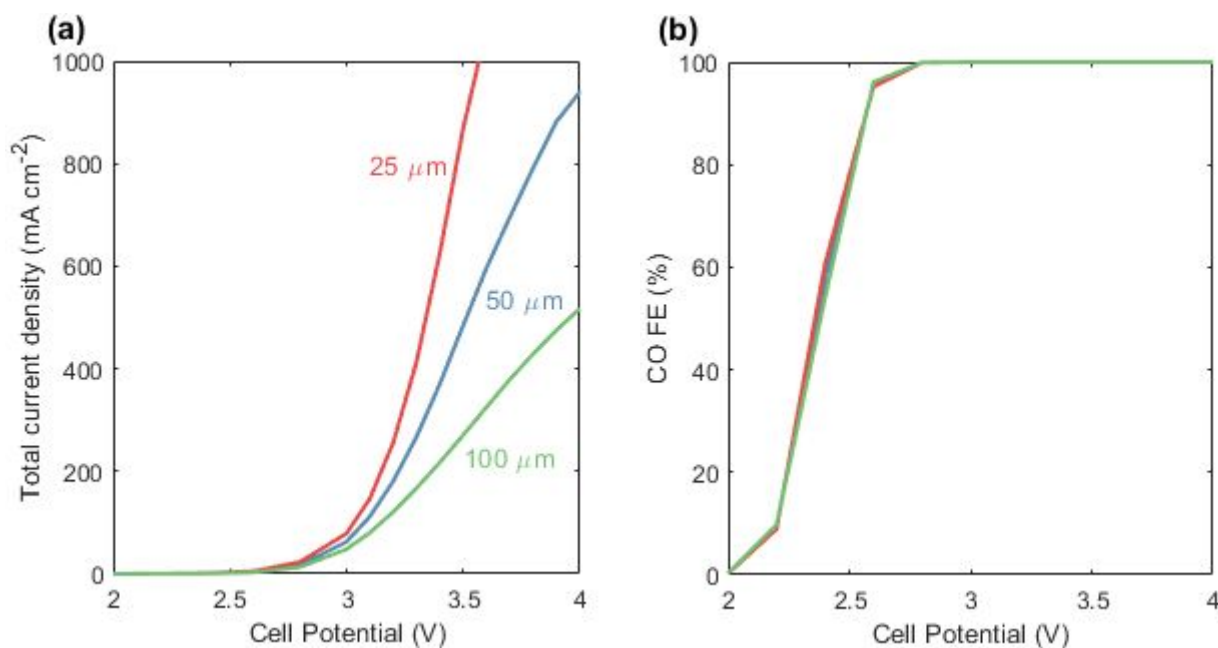 (a)
1000
800
600
400
200
0
2
2.5
3
3.5
4
Total current density (mA cm⁻²)
Cell Potential (V)
25 μm
50 μm
100 μm
(b)
100
80
60
40
20
0
2
2.5
3
3.5
4
CO FE (%)
Cell Potential (V)